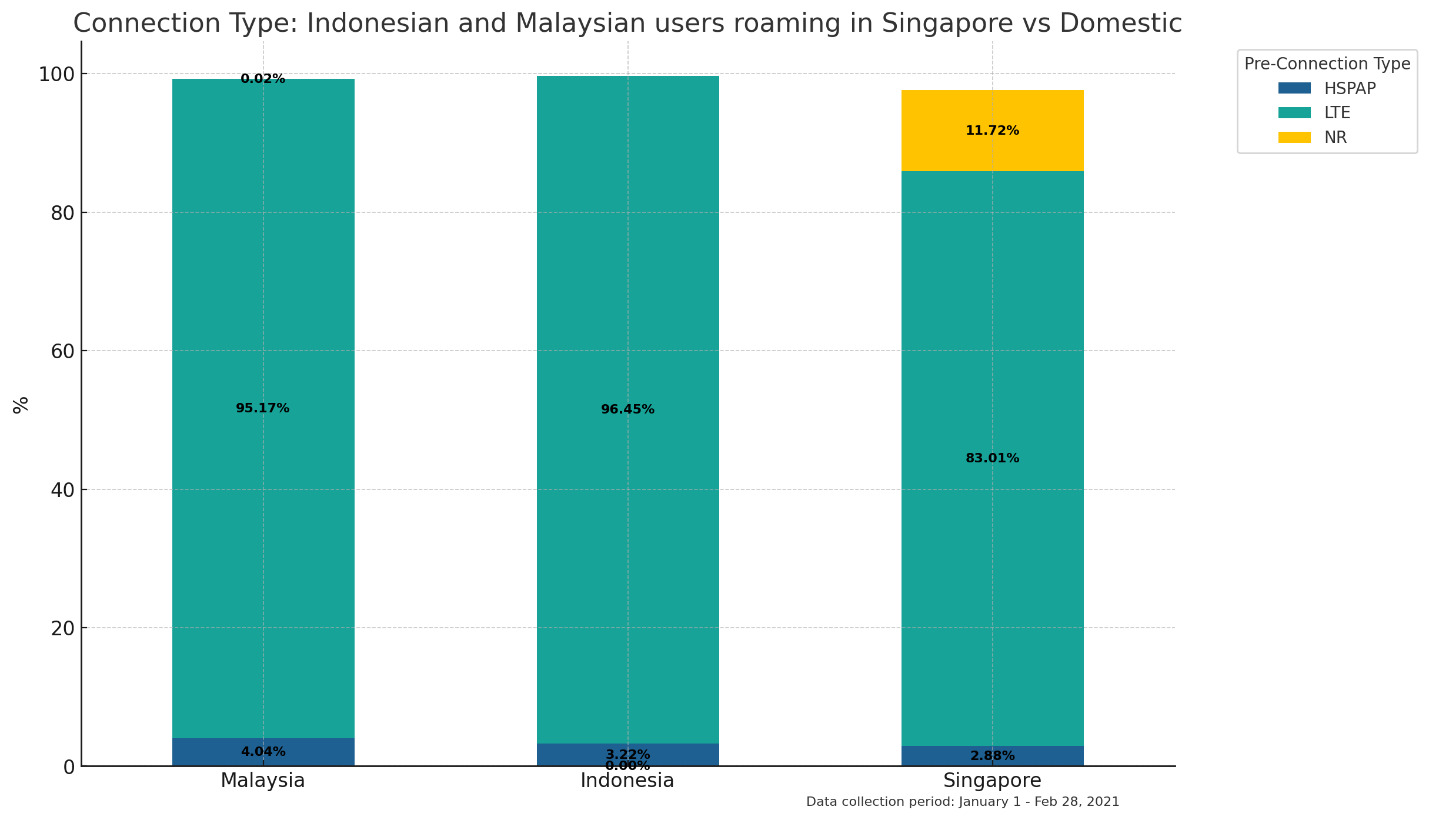 Connection Type: Indonesian and Malaysian users roaming in Singapore vs Domestic
Pre-Connection Type
HSPAP
LTE
NR
%
100
80
60
40
20
0
0.02%
95.17%
4.04%
96.45%
3.22%
0.00%
11.72%
83.01%
2.88%
Malaysia
Indonesia
Singapore
Data collection period: January 1 - Feb 28, 2021